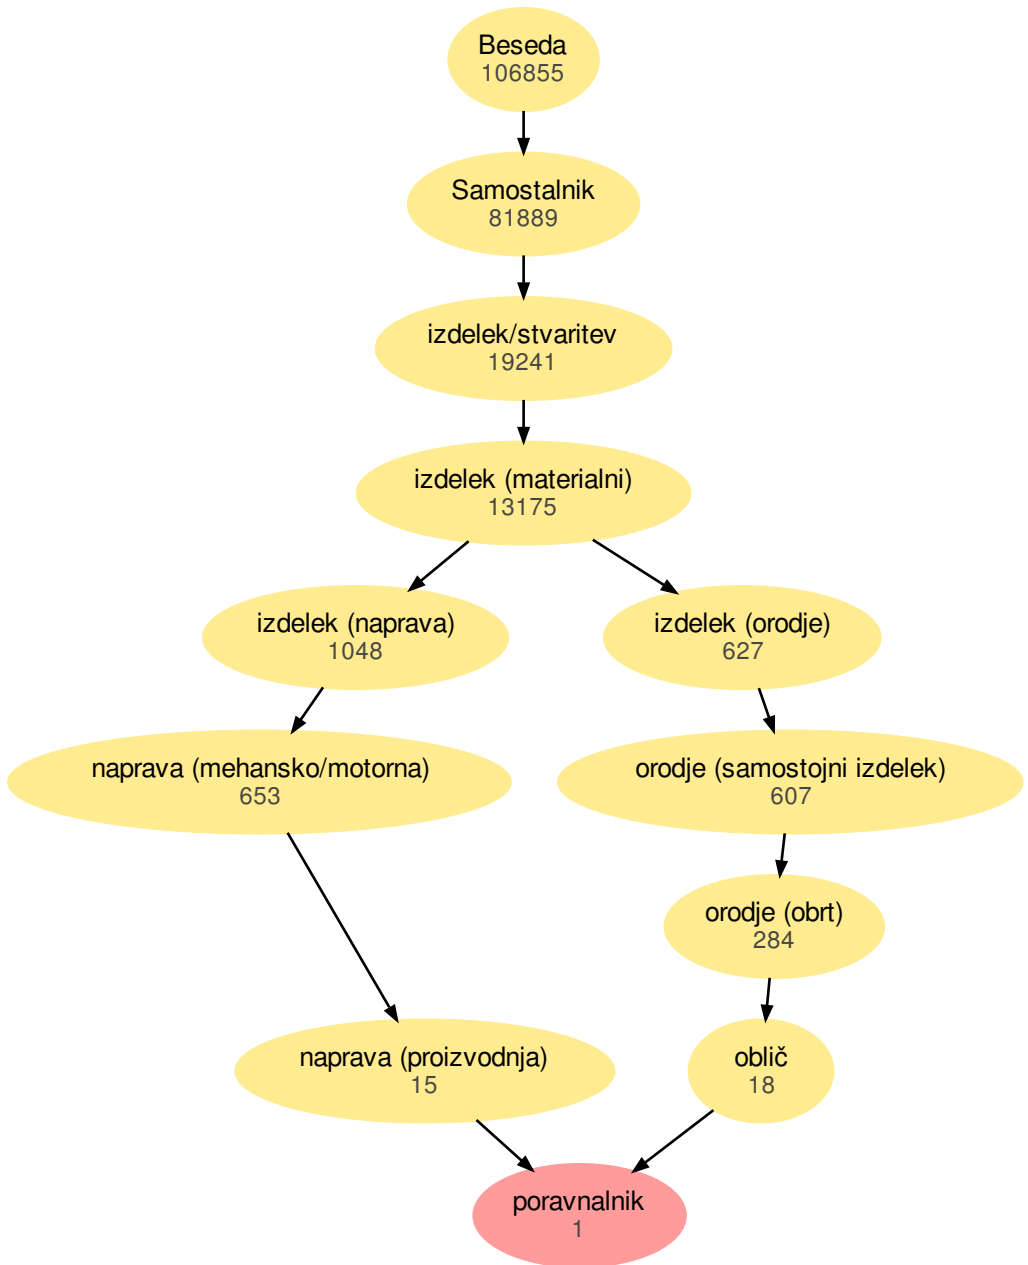 Beseda
106855
Samostalnik
81889
izdelek/stvaritev
19241
izdelek (materialni)
13175
izdelek (naprava)
1048
izdelek (orodje)
627
naprava (mehansko/motorna)
653
orodje (samostojni izdelek)
607
orodje (obrt)
284
naprava (proizvodnja)
15
oblič
18
poravnalnik
1